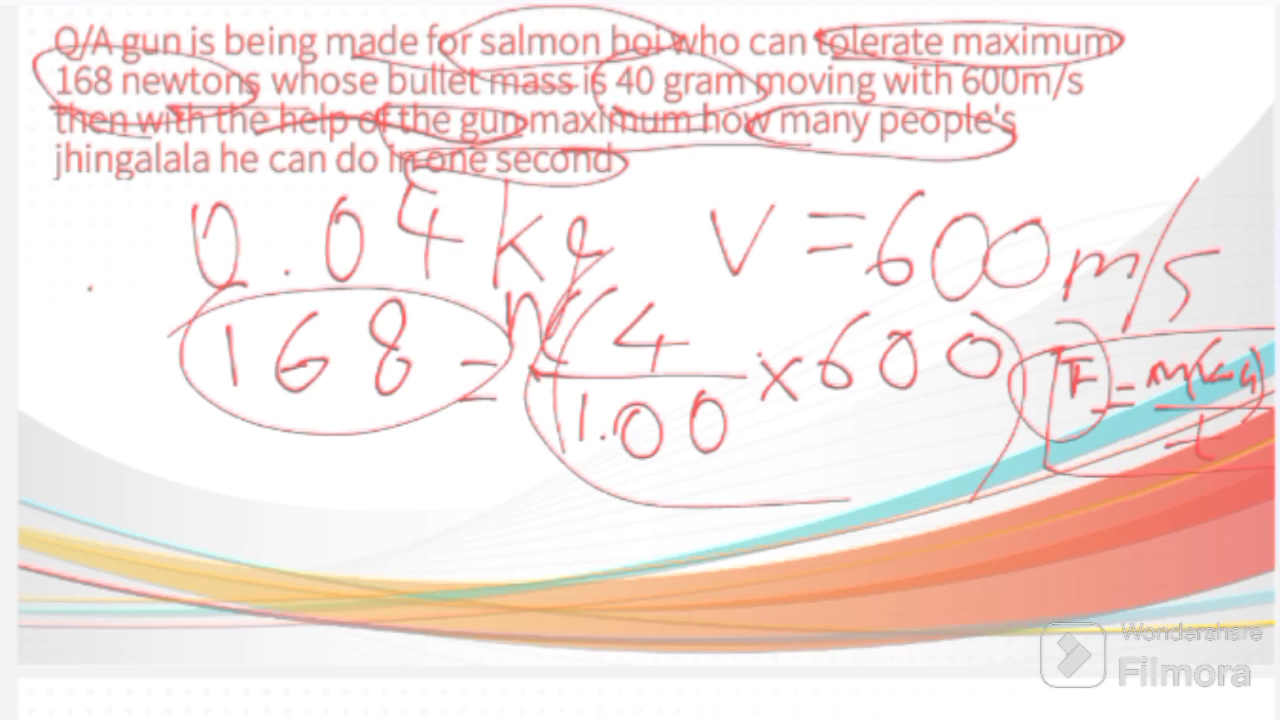 Q/A gun is being made for salmon boi who can tolerate maximum
168 newtons whose bullet mass is 40 gram moving with 600m/s
then with the help of the gun maximum how many people's
jhingalala he can do in one second
0.04 kg V = 600 m/s
168 = n(4/100 × 600)
F =
t
Wondershare
Filmora